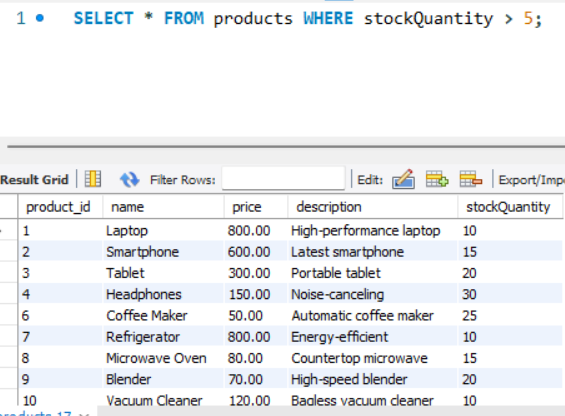 1 SELECT * FROM products WHERE stockQuantity > 5;
Result Grid Filter Rows: Edit: Export/Impo
product_id name price description stockQuantity
1 Laptop 800.00 High-performance laptop 10
2 Smartphone 600.00 Latest smartphone 15
3 Tablet 300.00 Portable tablet 20
4 Headphones 150.00 Noise-canceling 30
6 Coffee Maker 50.00 Automatic coffee maker 25
7 Refrigerator 800.00 Energy-efficient 10
8 Microwave Oven 80.00 Countertop microwave 15
9 Blender 70.00 High-speed blender 20
10 Vacuum Cleaner 120.00 Bagless vacuum cleaner 10
products 17